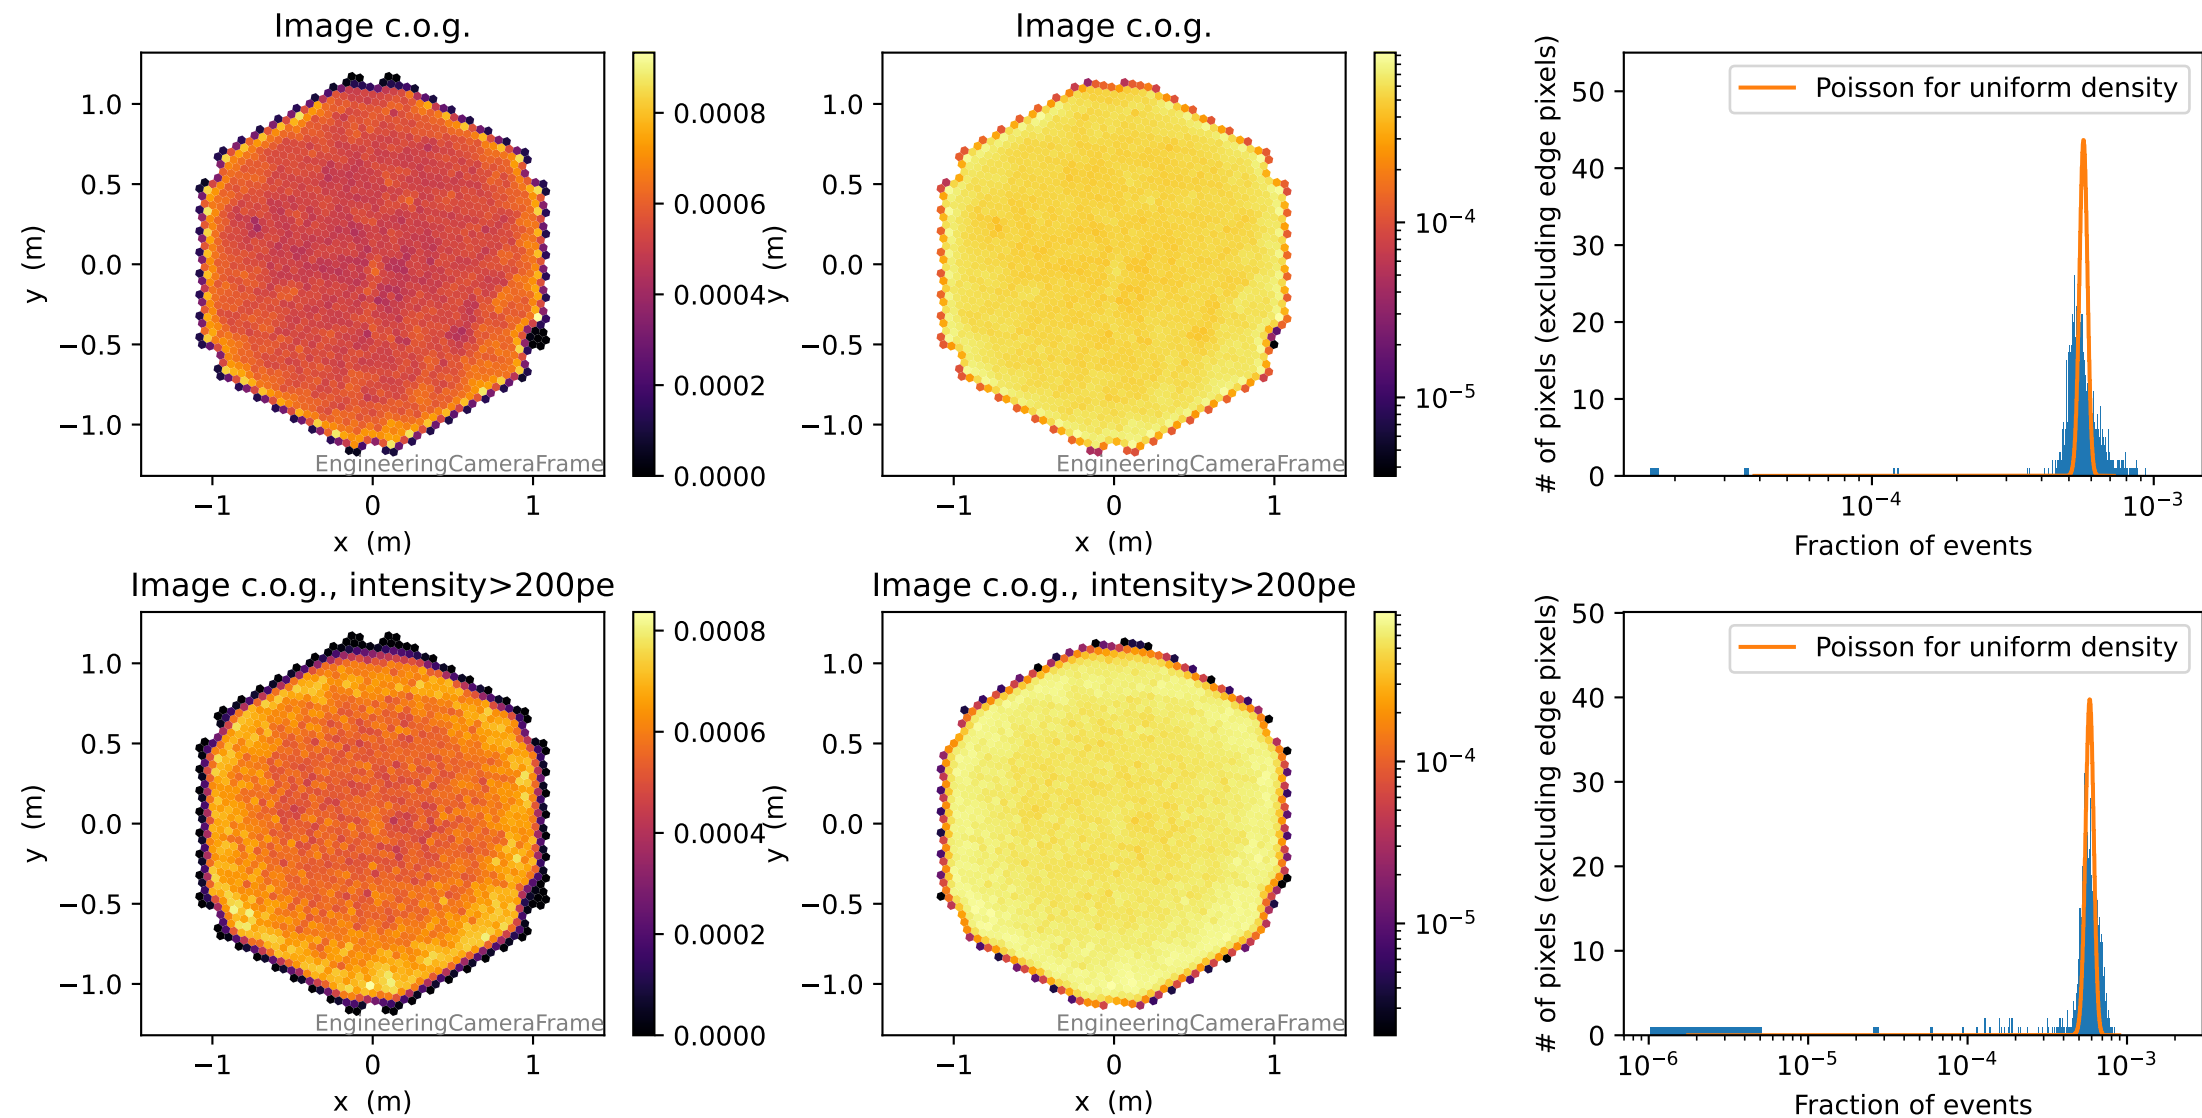 Image c.o.g.
1.0
0.5
0.0
−0.5
−1.0
y (m)
−1
0
1
x (m)
EngineeringCameraFrame
0.0008
0.0006
0.0004
0.0002
0.0000
Image c.o.g.
1.0
0.5
0.0
−0.5
−1.0
y (m)
−1
0
1
x (m)
EngineeringCameraFrame
10⁻⁴
10⁻⁵
Poisson for uniform density
50
40
30
20
10
0
# of pixels (excluding edge pixels)
10⁻⁴
10⁻³
Fraction of events
Image c.o.g., intensity>200pe
1.0
0.5
0.0
−0.5
−1.0
y (m)
−1
0
1
x (m)
EngineeringCameraFrame
0.0008
0.0006
0.0004
0.0002
0.0000
Image c.o.g., intensity>200pe
1.0
0.5
0.0
−0.5
−1.0
y (m)
−1
0
1
x (m)
EngineeringCameraFrame
10⁻⁴
10⁻⁵
Poisson for uniform density
50
40
30
20
10
0
# of pixels (excluding edge pixels)
10⁻⁶
10⁻⁵
10⁻⁴
10⁻³
Fraction of events